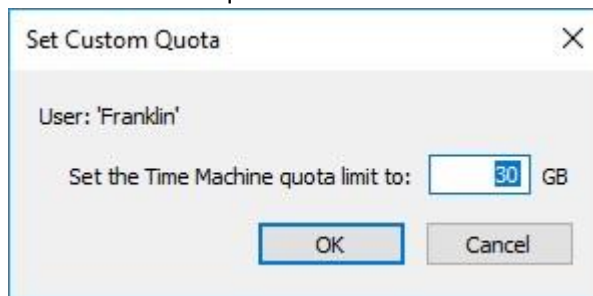 Set Custom Quota
User: 'Franklin'
Set the Time Machine quota limit to: 30 GB
OK Cancel